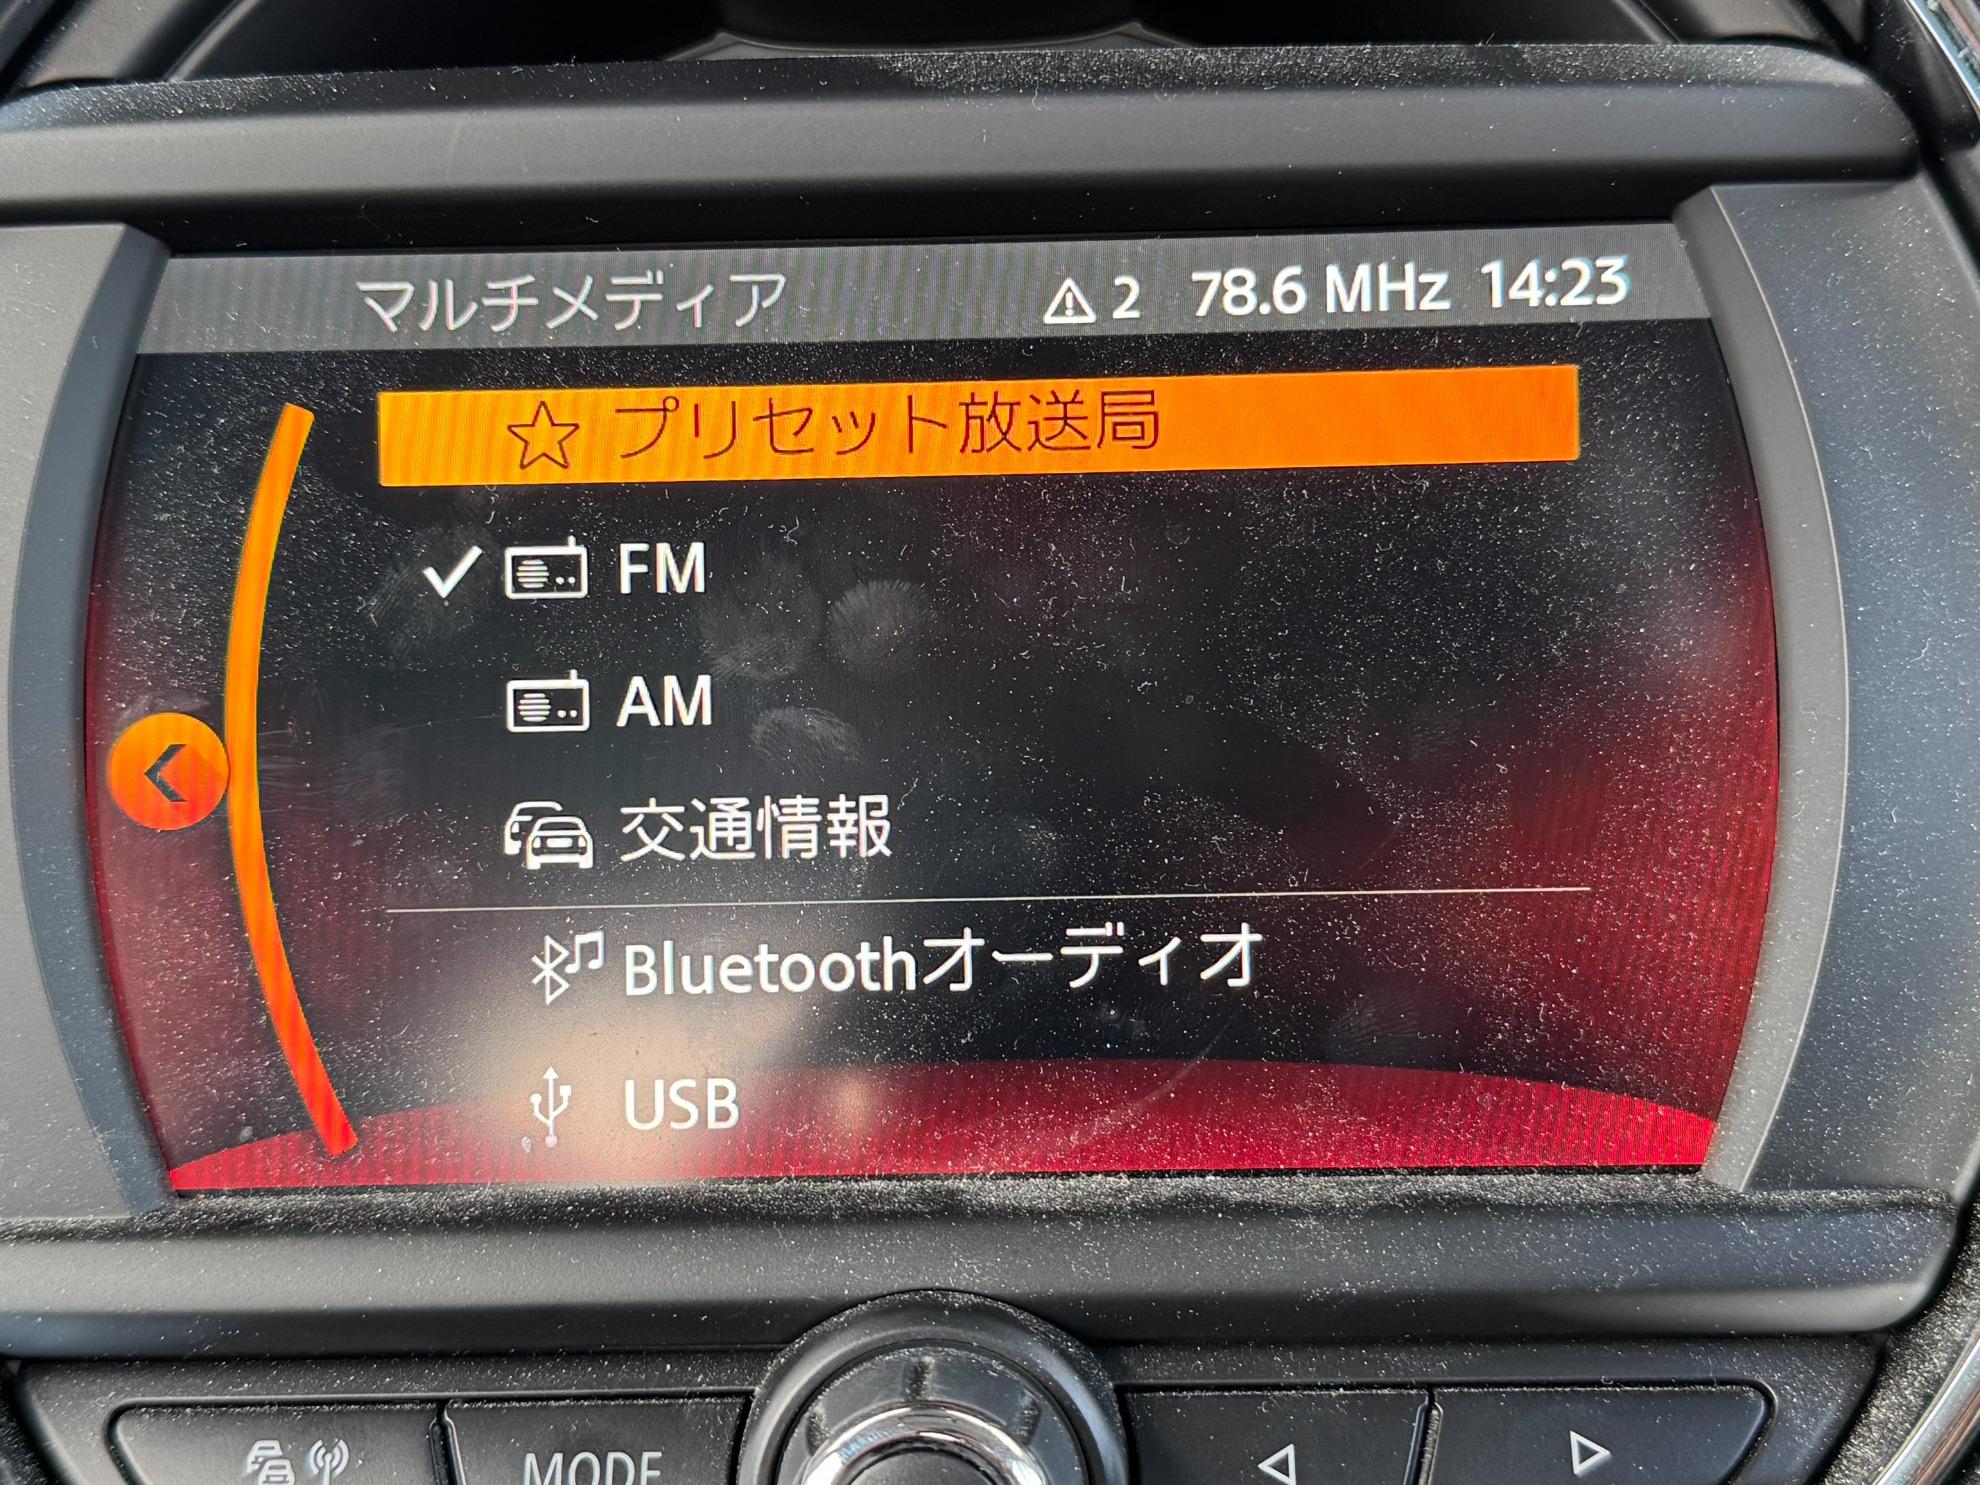 マルチメディア 2 78.6 MHz 14:23
プリセット放送局
FM
AM
交通情報
Bluetoothオーディオ
USB
MODE